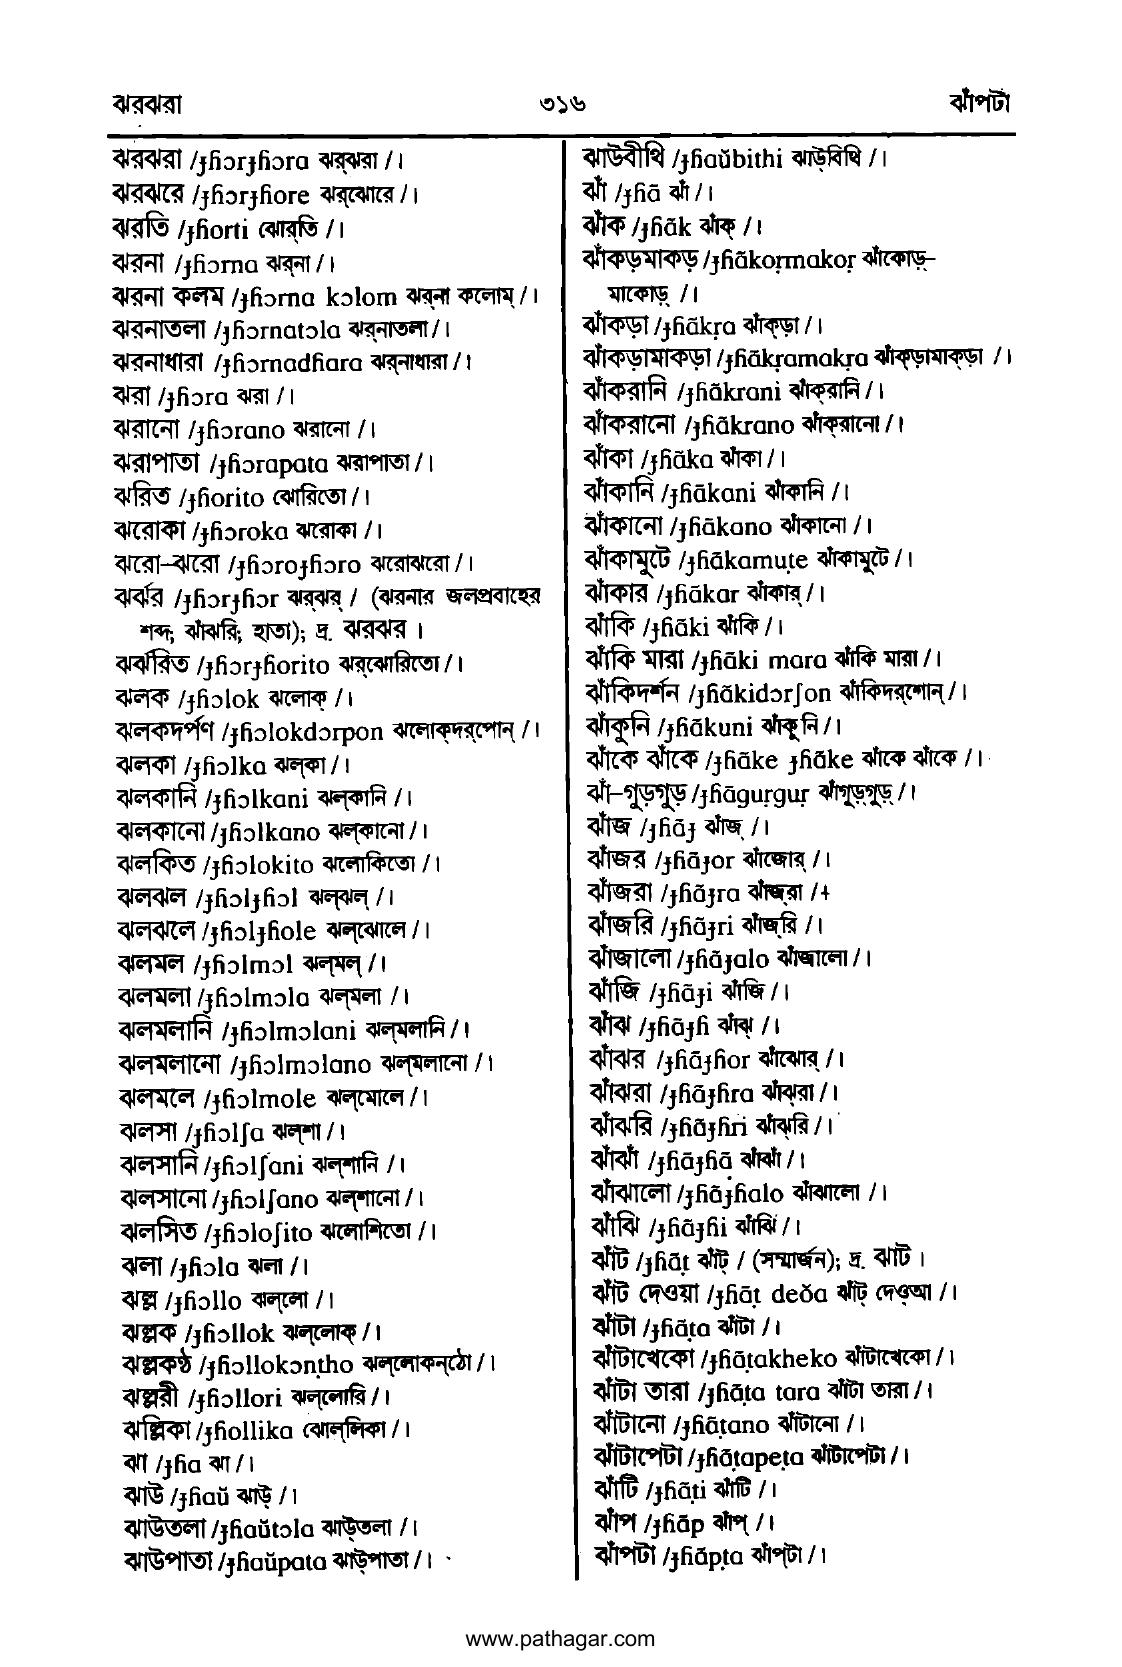 ঝরঝরা ৩১৬ ঝাঁপটা
ঝরঝরা /ɟɦɔrɟɦɔra ঝর্‌ঝরা /।
ঝরঝরে /ɟɦɔrɟɦore ঝর্‌ঝোরে /।
ঝরতি /ɟɦorti ঝোর্‌তি /।
ঝরনা /ɟɦɔrna ঝর্‌না /।
ঝরনা কলম /ɟɦɔrna kɔlom ঝর্‌না কলোম্ /।
ঝরনাতলা /ɟɦɔrnatɔla ঝর্‌নাতলা /।
ঝরনাধারা /ɟɦɔrnadɦara ঝর্‌নাধারা /।
ঝরা /ɟɦɔra ঝরা /।
ঝরানো /ɟɦɔrano ঝরানো /।
ঝরাপাতা /ɟɦɔrapata ঝরাপাতা /।
ঝরিত /ɟɦorito ঝোরিতো /।
ঝরোকা /ɟɦɔroka ঝরোকা /।
ঝরো-ঝরো /ɟɦɔroɟɦɔro ঝরোঝরো /।
ঝর্ঝর /ɟɦɔrɟɦɔr ঝর্‌ঝর্ / (ঝরনার জলপ্রবাহের
শব্দ; ঝাঁঝরি; হাতা); দ্র. ঝরঝর ।
ঝর্ঝরিত /ɟɦɔrɟɦorito ঝর্‌ঝোরিতো /।
ঝলক /ɟɦɔlok ঝলোক্ /।
ঝলকদর্পণ /ɟɦɔlokdɔrpon ঝলোক্‌দর্‌পোন্ /।
ঝলকা /ɟɦɔlka ঝল্‌কা /।
ঝলকানি /ɟɦɔlkani ঝল্‌কানি /।
ঝলকানো /ɟɦɔlkano ঝল্‌কানো /।
ঝলকিত /ɟɦɔlokito ঝলোকিতো /।
ঝলঝল /ɟɦɔlɟɦɔl ঝল্‌ঝল্ /।
ঝলঝলে /ɟɦɔlɟɦole ঝল্‌ঝোলে /।
ঝলমল /ɟɦɔlmɔl ঝল্‌মল্ /।
ঝলমলা /ɟɦɔlmɔla ঝল্‌মলা /।
ঝলমলানি /ɟɦɔlmɔlani ঝল্‌মলানি /।
ঝলমলানো /ɟɦɔlmɔlano ঝল্‌মলানো /।
ঝলমলে /ɟɦɔlmole ঝল্‌মোলে /।
ঝলসা /ɟɦɔlʃa ঝল্‌শা /।
ঝলসানি /ɟɦɔlʃani ঝল্‌শানি /।
ঝলসানো /ɟɦɔlʃano ঝল্‌শানো /।
ঝলসিত /ɟɦɔloʃito ঝলোশিতো /।
ঝলা /ɟɦɔla ঝলা /।
ঝল্ল /ɟɦɔllo ঝল্‌লো /।
ঝল্লক /ɟɦɔllok ঝল্‌লোক্ /।
ঝল্লকণ্ঠ /ɟɦɔllokɔnṭho ঝল্‌লোকন্‌ঠো /।
ঝল্লরী /ɟɦɔllori ঝল্‌লোরি /।
ঝল্লিকা /ɟɦollika ঝোল্‌লিকা /।
ঝা /ɟɦa ঝা /।
ঝাউ /ɟɦaŭ ঝাউ্ /।
ঝাউতলা /ɟɦaŭtɔla ঝাউ্‌তলা /।
ঝাউপাতা /ɟɦaŭpata ঝাউ্‌পাতা /।
ঝাউবীথি /ɟɦaŭbithi ঝাউ্‌বিথি /।
ঝাঁ /ɟɦã ঝাঁ /।
ঝাঁক /ɟɦãk ঝাঁক্ /।
ঝাঁকড়মাকড় /ɟɦãkoṛmakoṛ ঝাঁকোড়্‌-
মাকোড়্ /।
ঝাঁকড়া /ɟɦãkṛa ঝাঁক্‌ড়া /।
ঝাঁকড়ামাকড়া /ɟɦãkṛamakṛa ঝাঁক্‌ড়ামাক্‌ড়া /।
ঝাঁকরানি /ɟɦãkrani ঝাঁক্‌রানি /।
ঝাঁকরানো /ɟɦãkrano ঝাঁক্‌রানো /।
ঝাঁকা /ɟɦãka ঝাঁকা /।
ঝাঁকানি /ɟɦãkani ঝাঁকানি /।
ঝাঁকানো /ɟɦãkano ঝাঁকানো /।
ঝাঁকামুটে /ɟɦãkamuṭe ঝাঁকামুটে /।
ঝাঁকার /ɟɦãkar ঝাঁকার্ /।
ঝাঁকি /ɟɦãki ঝাঁকি /।
ঝাঁকি মারা /ɟɦãki mara ঝাঁকি মারা /।
ঝাঁকিদর্শন /ɟɦãkidɔrʃon ঝাঁকিদর্‌শোন্ /।
ঝাঁকুনি /ɟɦãkuni ঝাঁকুনি /।
ঝাঁকে ঝাঁকে /ɟɦãke ɟɦãke ঝাঁকে ঝাঁকে /।
ঝাঁ-গুড়গুড় /ɟɦãguṛguṛ ঝাঁগুড়্‌গুড়্ /।
ঝাঁজ /ɟɦãɟ ঝাঁজ্ /।
ঝাঁজর /ɟɦãɟor ঝাঁজোর্ /।
ঝাঁজরা /ɟɦãɟra ঝাঁজ্‌রা /।
ঝাঁজরি /ɟɦãɟri ঝাঁজ্‌রি /।
ঝাঁজালো /ɟɦãɟalo ঝাঁজালো /।
ঝাঁজি /ɟɦãɟi ঝাঁজি /।
ঝাঁঝ /ɟɦãɟɦ ঝাঁঝ্ /।
ঝাঁঝর /ɟɦãɟɦor ঝাঁঝোর্ /।
ঝাঁঝরা /ɟɦãɟɦra ঝাঁঝ্‌রা /।
ঝাঁঝরি /ɟɦãɟɦri ঝাঁঝ্‌রি /।
ঝাঁঝাঁ /ɟɦãɟɦã ঝাঁঝাঁ /।
ঝাঁঝালো /ɟɦãɟɦalo ঝাঁঝালো /।
ঝাঁঝি /ɟɦãɟɦi ঝাঁঝি /।
ঝাঁট /ɟɦãṭ ঝাঁট্ / (সম্মার্জন); দ্র. ঝাট ।
ঝাঁট দেওয়া /ɟɦãṭ deŏa ঝাঁট্ দেও্আ /।
ঝাঁটা /ɟɦãṭa ঝাঁটা /।
ঝাঁটাখেকো /ɟɦãṭakheko ঝাঁটাখেকো /।
ঝাঁটা তারা /ɟɦãṭa tara ঝাঁটা তারা /।
ঝাঁটানো /ɟɦãṭano ঝাঁটানো /।
ঝাঁটাপেটা /ɟɦãṭapeṭa ঝাঁটাপেটা /।
ঝাঁটি /ɟɦãṭi ঝাঁটি /।
ঝাঁপ /ɟɦãp ঝাঁপ্ /।
ঝাঁপটা /ɟɦãpṭa ঝাঁপ্‌টা /।
www.pathagar.com